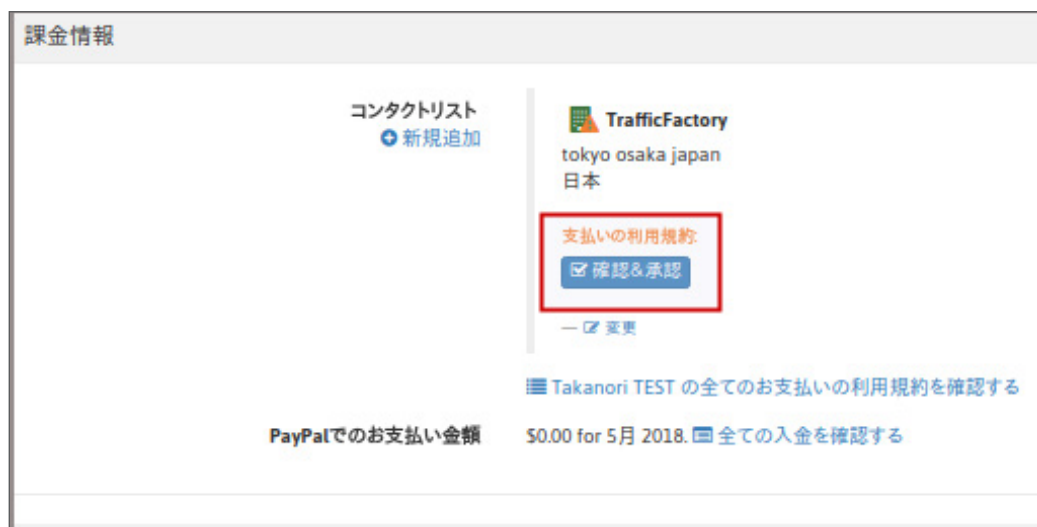 課金情報
コンタクトリスト
新規追加
TrafficFactory
tokyo osaka japan
日本
支払いの利用規約:
確認&承認
— 変更
Takanori TEST の全てのお支払いの利用規約を確認する
PayPalでのお支払い金額
$0.00 for 5月 2018. 全ての入金を確認する